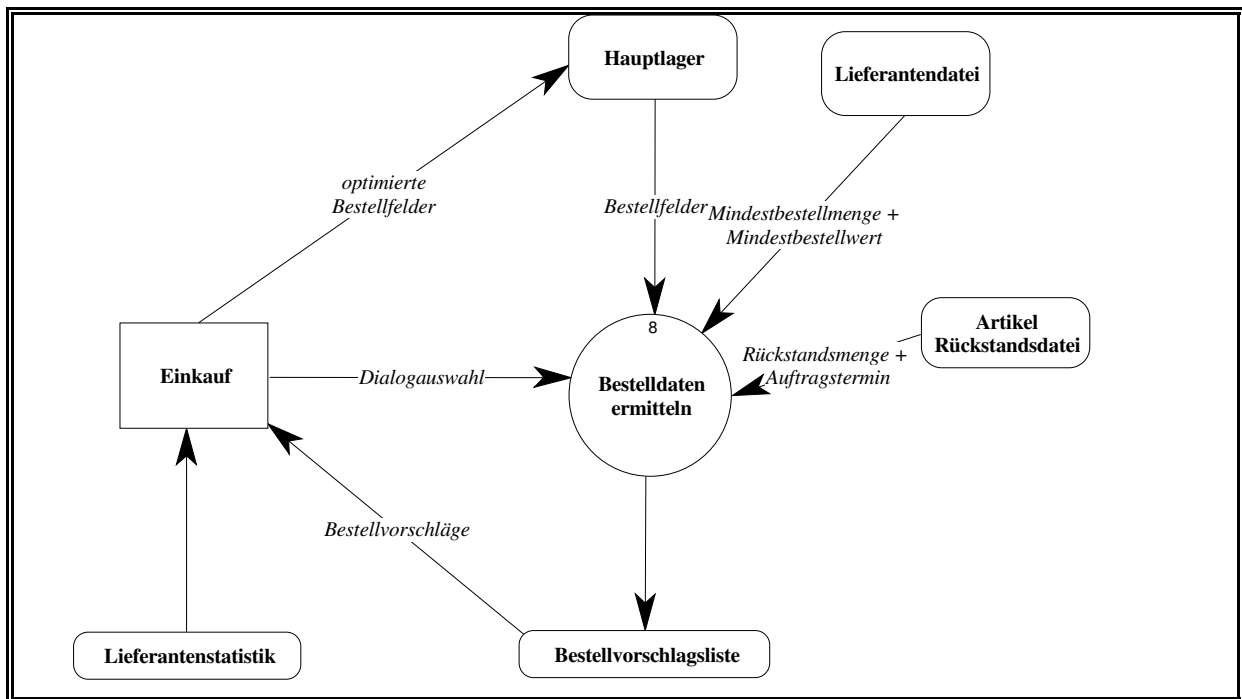 Hauptlager
Lieferantendatei
optimierte
Bestellfelder
Bestellfelder
Mindestbestellmenge +
Mindestbestellwert
8
Artikel
Rückstandsdatei
Rückstandsmenge +
Auftragstermin
Einkauf
Dialogauswahl
Bestelldaten
ermitteln
Bestellvorschläge
Lieferantenstatistik
Bestellvorschlagsliste